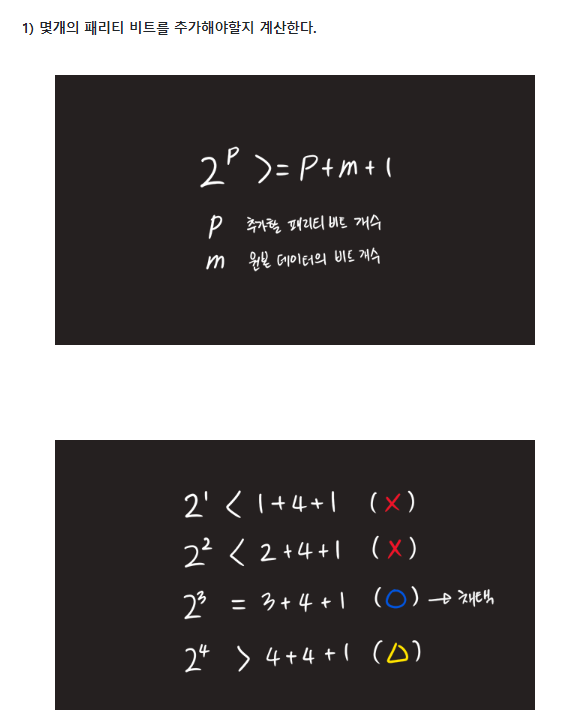 1) 몇개의 패리티 비트를 추가해야할지 계산한다.
2^p >= p+m+1
p 추가할 패리티 비트 개수
m 원본 데이터의 비트 개수
2^1 < 1+4+1 (X)
2^2 < 2+4+1 (X)
2^3 = 3+4+1 (O) → 채택
2^4 > 4+4+1 (△)